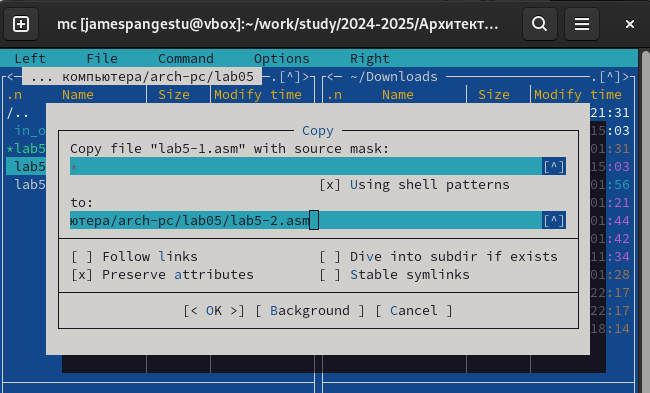 mc [jamespangestu@vbox]:~/work/study/2024-2025/Архитект...
Left File Command Options Right
<─ ... компьютера/arch-pc/lab05 ─.[^]>
<─ ~/Downloads ─.[^]>
.n Name Size Modify time
.n Name Size Modify time
/..
in_o
*lab5
lab5
lab5
21:31
15:03
01:31
15:03
01:56
01:21
01:44
01:42
11:34
01:28
22:17
22:17
18:14
Copy
Copy file "lab5-1.asm" with source mask:
*
[^]
[x] Using shell patterns
to:
ютера/arch-pc/lab05/lab5-2.asm
[^]
[ ] Follow links
[ ] Dive into subdir if exists
[x] Preserve attributes
[ ] Stable symlinks
[< OK >] [ Background ] [ Cancel ]